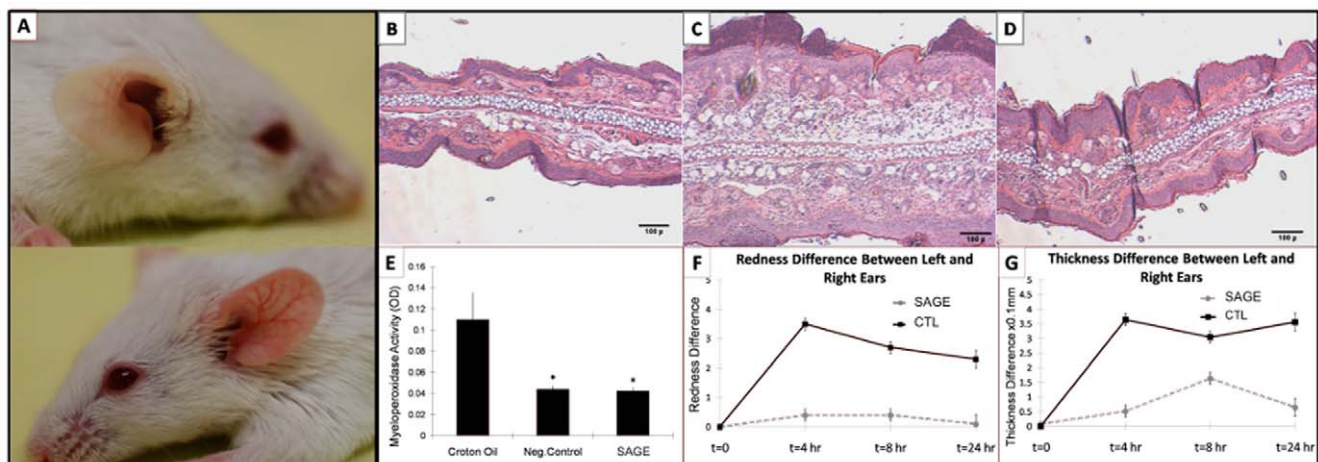 A
B
100 µ
C
100 µ
D
100 µ
E
Myeloperoxidase Activity (OD)
0.16
0.14
0.12
0.1
0.08
0.06
0.04
0.02
0
*
*
Croton Oil
Neg.Control
SAGE
F
Redness Difference Between Left and
Right Ears
Redness Difference
5
4
3
2
1
0
SAGE
CTL
t=0
t=4 hr
t=8 hr
t=24 hr
G
Thickness Difference Between Left and
Right Ears
Thickness Difference x0.1mm
5
4.5
4
3.5
3
2.5
2
1.5
1
0.5
0
SAGE
CTL
t=0
t=4 hr
t=8 hr
t=24 hr